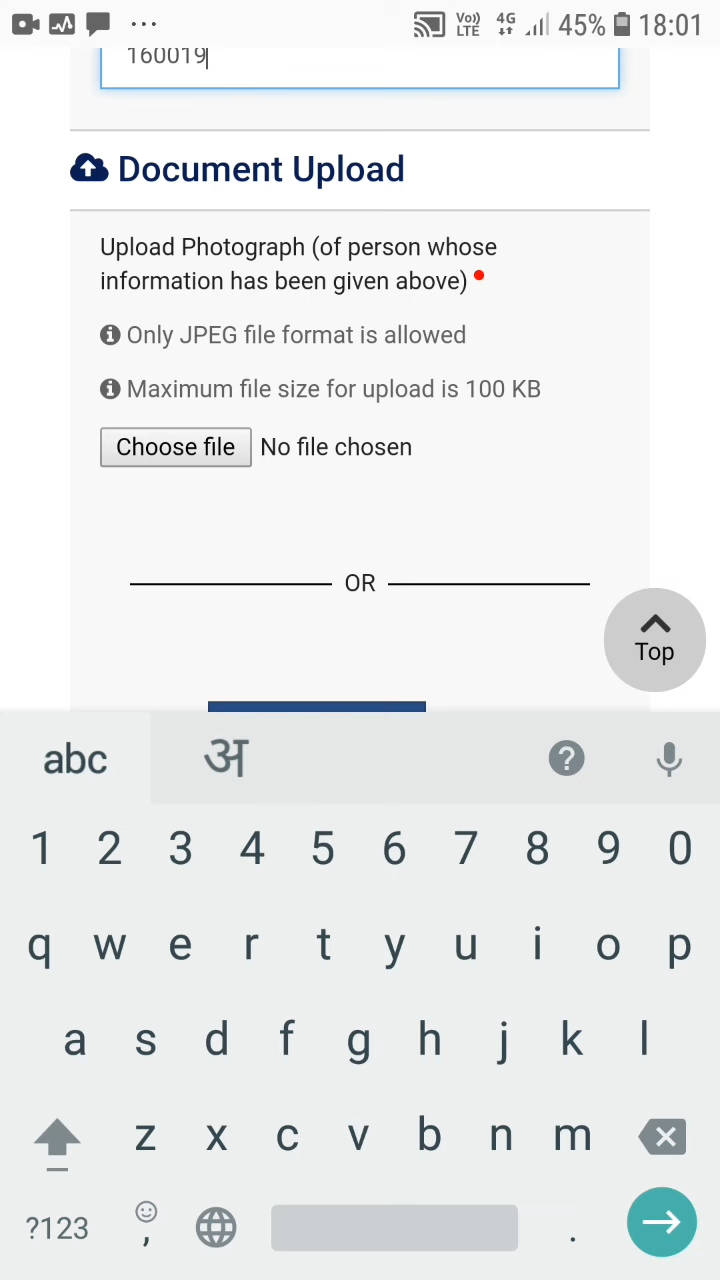 Vo)) 4G 45% 18:01
LTE
160019
Document Upload
Upload Photograph (of person whose
information has been given above)
Only JPEG file format is allowed
Maximum file size for upload is 100 KB
Choose file No file chosen
OR
Top
abc अ ?
1 2 3 4 5 6 7 8 9 0
q w e r t y u i o p
a s d f g h j k l
z x c v b n m
?123 , .